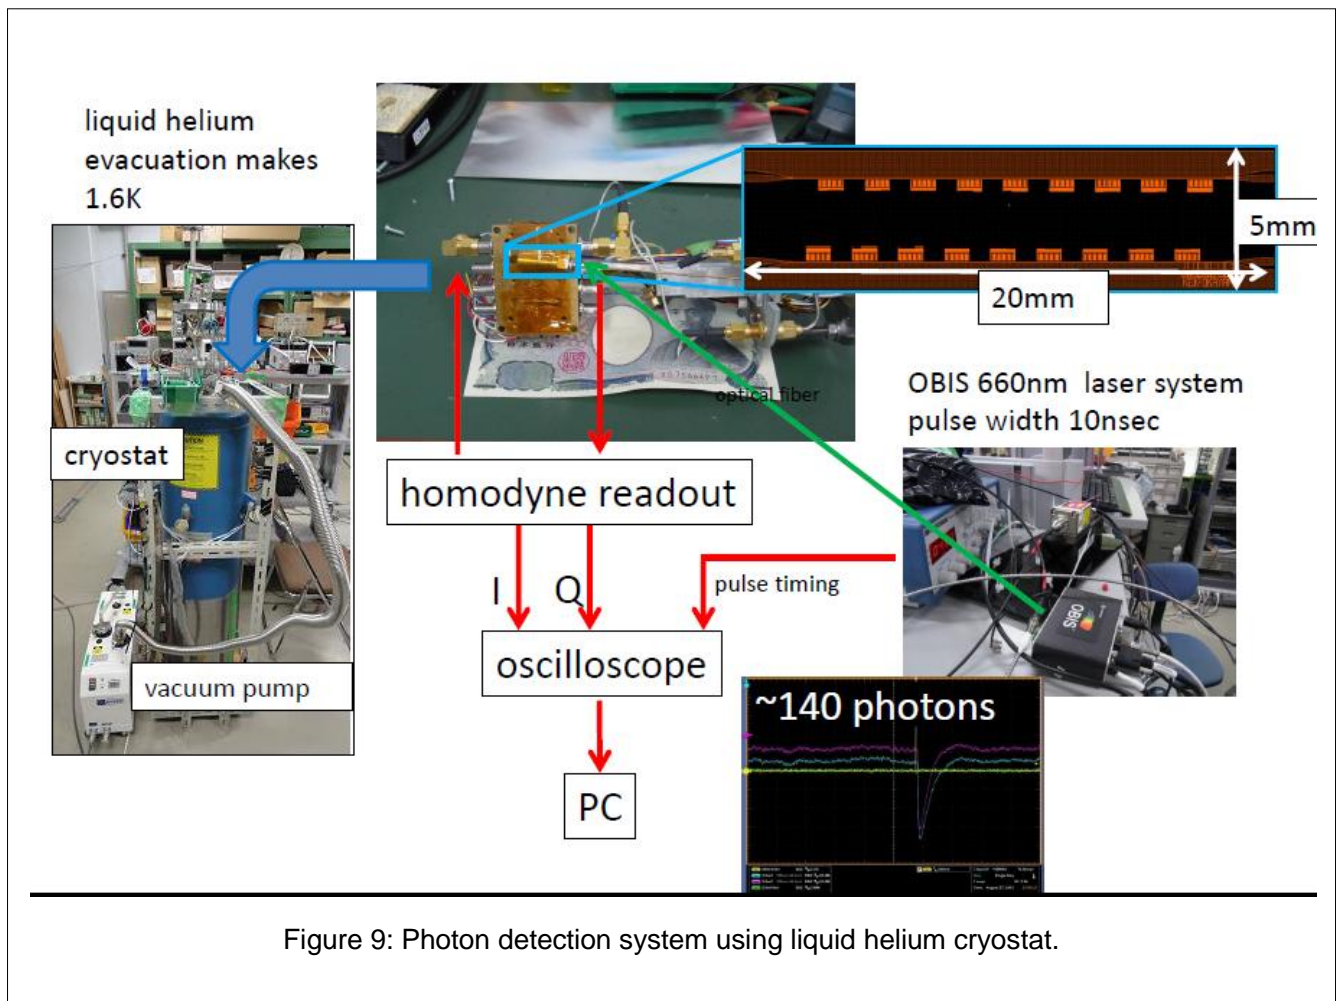 liquid helium
evacuation makes
1.6K
5mm
20mm
optical fiber
OBIS 660nm laser system
pulse width 10nsec
cryostat
homodyne readout
I
Q
pulse timing
OBIS
oscilloscope
vacuum pump
~140 photons
PC
Figure 9: Photon detection system using liquid helium cryostat.